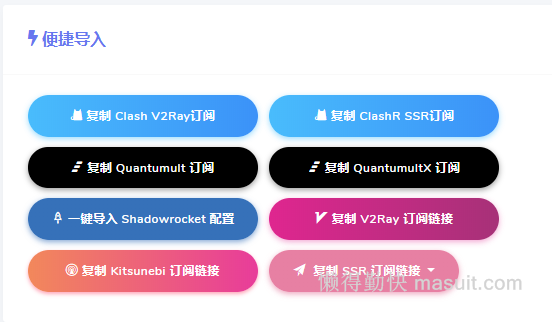 便捷导入
复制 Clash V2Ray订阅
复制 ClashR SSR订阅
复制 Quantumult 订阅
复制 QuantumultX 订阅
一键导入 Shadowrocket 配置
复制 V2Ray 订阅链接
复制 Kitsunebi 订阅链接
复制 SSR 订阅链接
懒得勤快 masuit.com